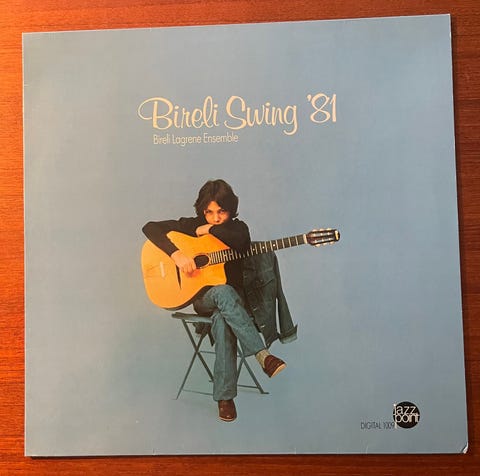 Bireli Swing '81
Bireli Lagrene Ensemble
DIGITAL 1009
jazz
point